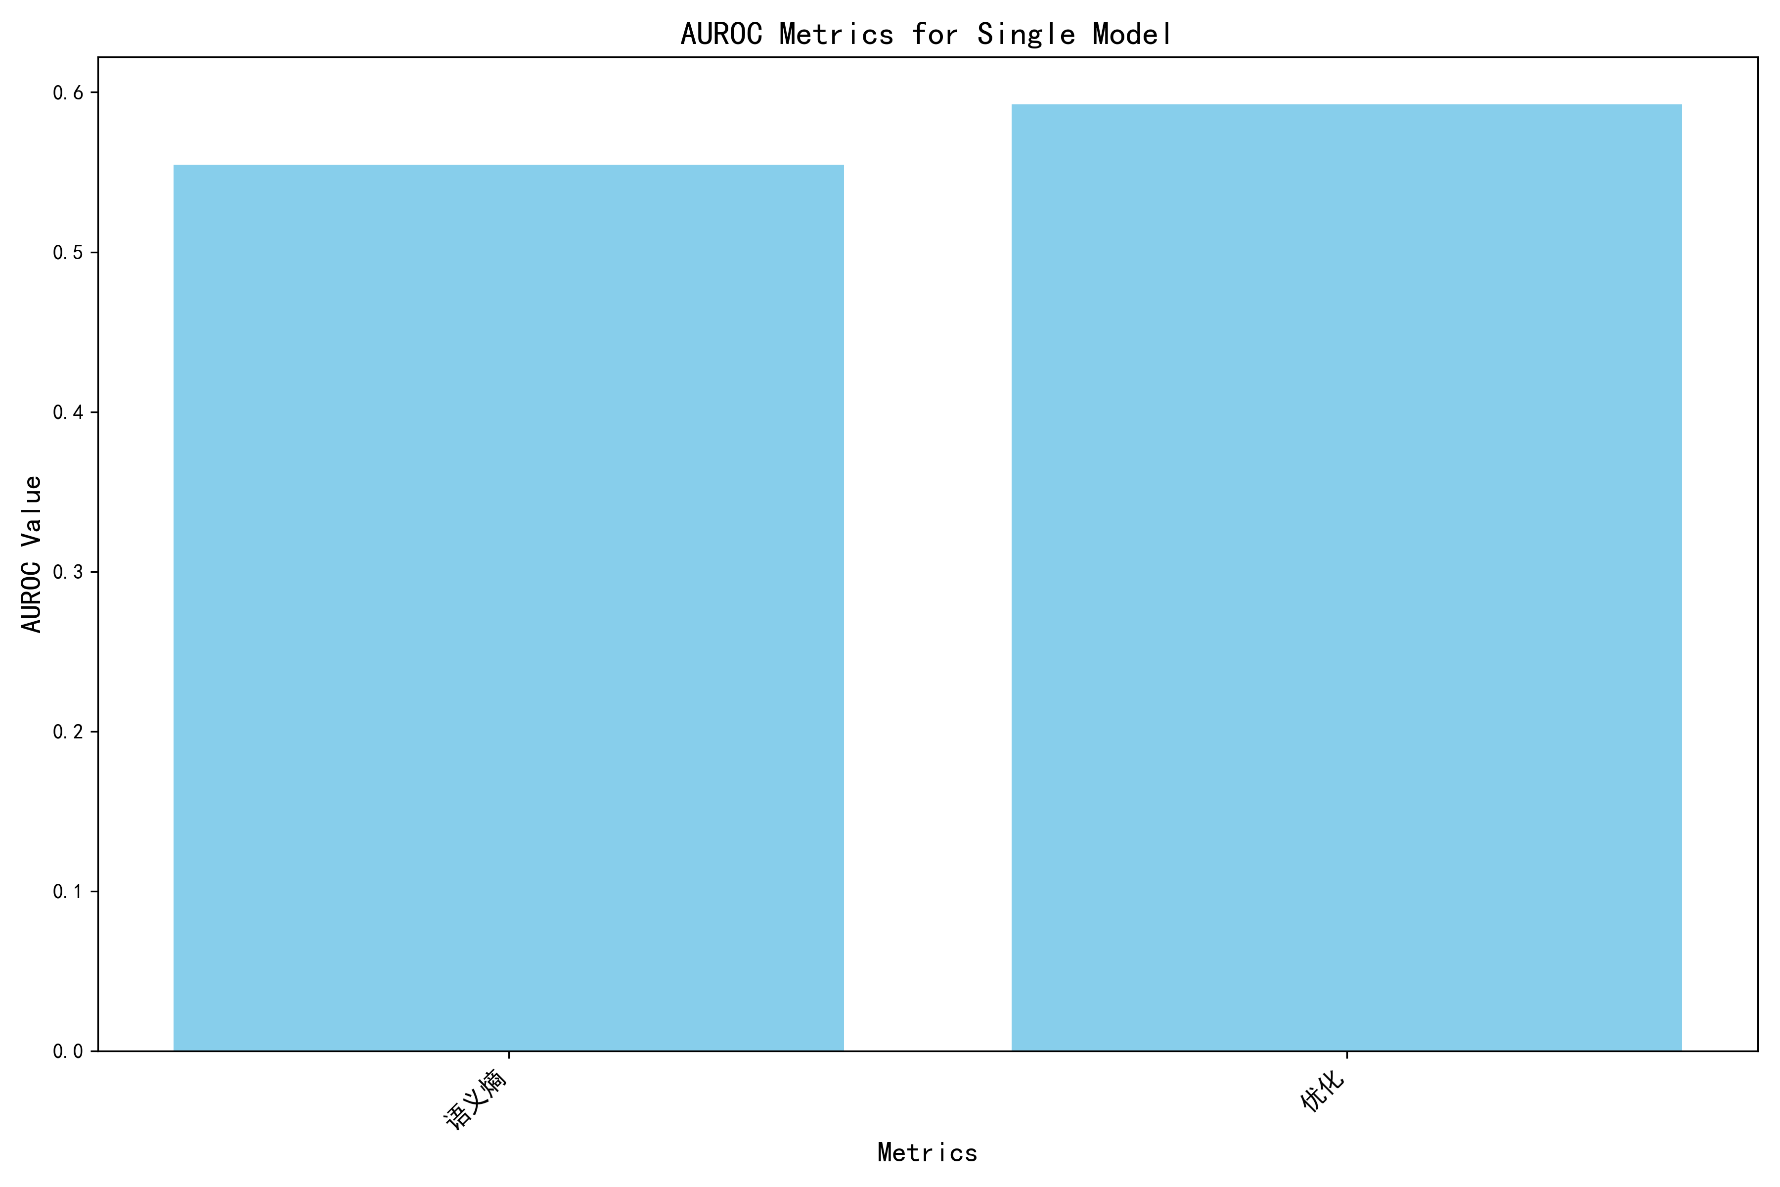 AUROC Metrics for Single Model
0.6
0.5
0.4
0.3
0.2
0.1
0.0
AUROC Value
语义熵
优化
Metrics